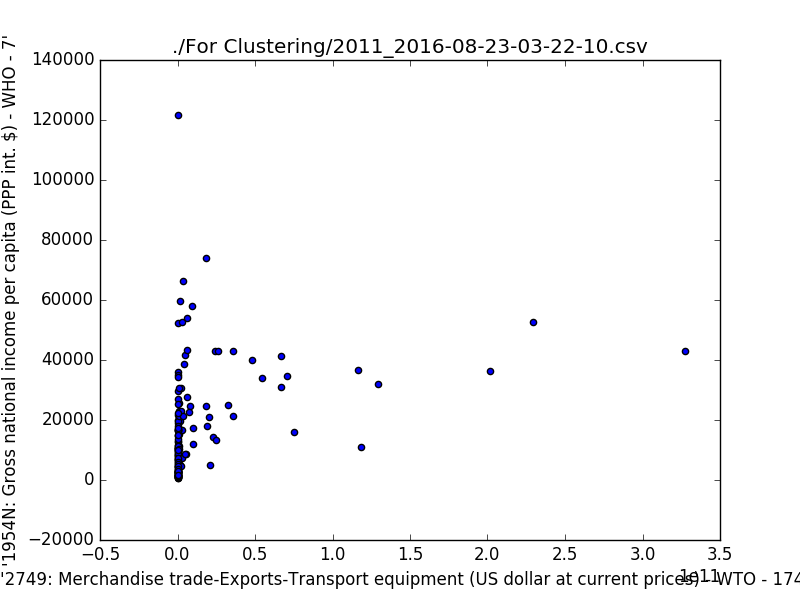 ./For Clustering/2011_2016-08-23-03-22-10.csv
140000
120000
100000
80000
60000
40000
20000
0
−20000
'1954N: Gross national income per capita (PPP int. $) - WHO - 7'
−0.5 0.0 0.5 1.0 1.5 2.0 2.5 3.0 3.5
1e11
'2749: Merchandise trade-Exports-Transport equipment (US dollar at current prices) - WTO - 174